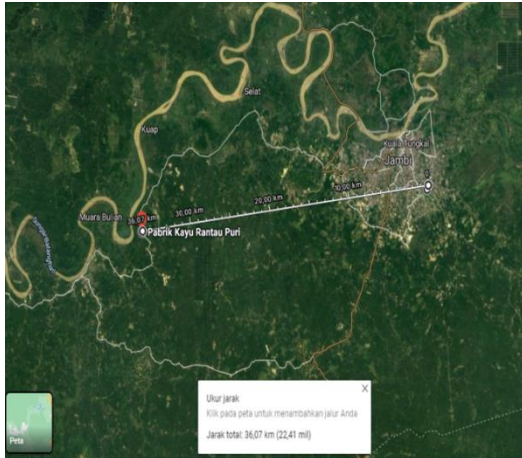 Selat
Kuap
Kuala Tungkal
Jambi
10,00 km
20,00 km
30,00 km
36,07 km
Muara Bulian
Pabrik Kayu Rantau Puri
Ukur jarak
Klik pada peta untuk menambahkan jalur Anda
Jarak total: 36,07 km (22,41 mil)
Peta